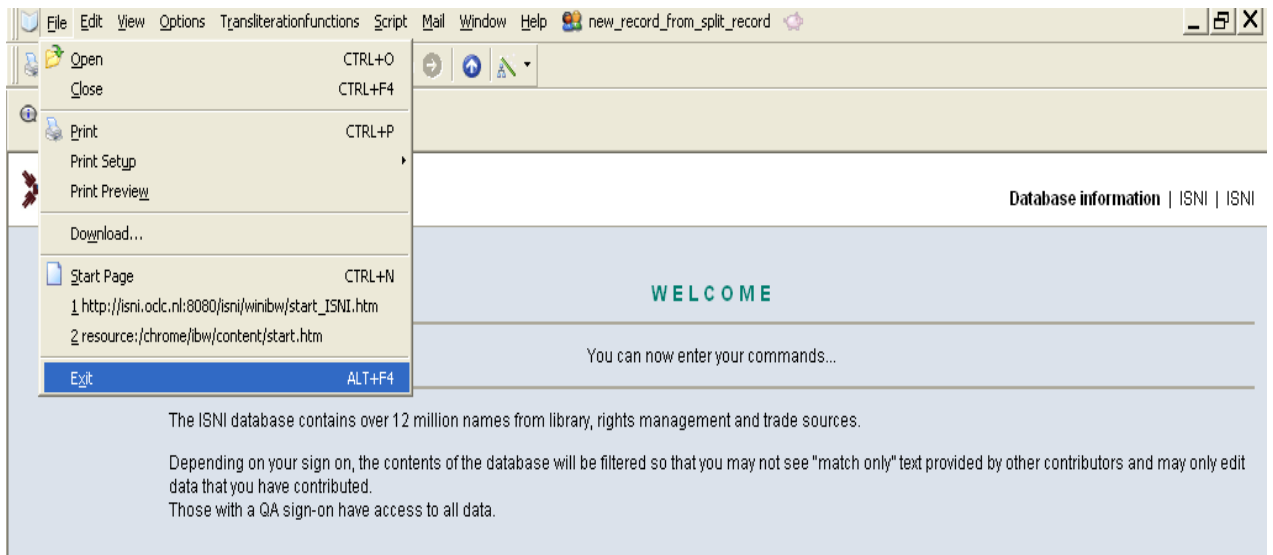 File Edit View Options Transliterationfunctions Script Mail Window Help new_record_from_split_record
Open CTRL+O
Close CTRL+F4
Print CTRL+P
Print Setup
Print Preview
Download...
Start Page CTRL+N
1 http://isni.oclc.nl:8080/isni/winibw/start_ISNI.htm
2 resource:/chrome/ibw/content/start.htm
Exit ALT+F4
Database information | ISNI | ISNI
WELCOME
You can now enter your commands...
The ISNI database contains over 12 million names from library, rights management and trade sources.
Depending on your sign on, the contents of the database will be filtered so that you may not see "match only" text provided by other contributors and may only edit
data that you have contributed.
Those with a QA sign-on have access to all data.